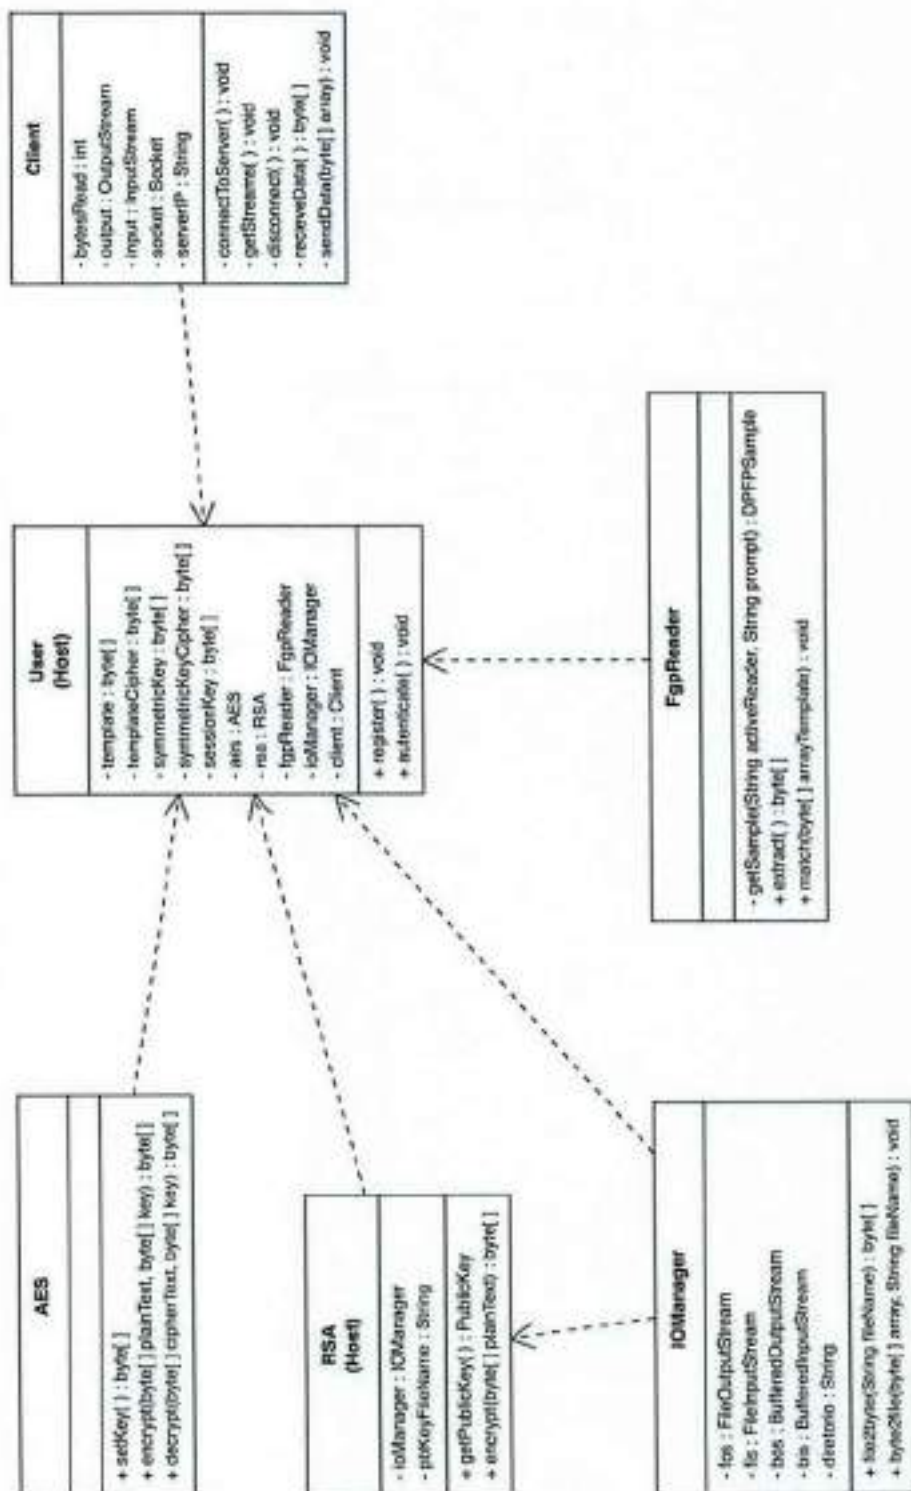 AES
+ setKey( ) : byte[ ]
+ encrypt(byte[ ] plainText, byte[ ] key) : byte[ ]
+ decrypt(byte[ ] cipherText, byte[ ] key) : byte[ ]
User
(Host)
- template : byte[ ]
- templateCipher : byte[ ]
- symmetricKey : byte[ ]
- symmetricKeyCipher : byte[ ]
- sessionKey : byte[ ]
- aes : AES
- rsa : RSA
- fgpReader : FgpReader
- ioManager : IOManager
- client : Client
+ register( ) : void
+ autenticate( ) : void
Client
- bytesRead : int
- output : OutputStream
- input : InputStream
- socket : Socket
- serverIP : String
- connectToServer( ) : void
- getStreams( ) : void
- disconnect( ) : void
- recieveData( ) : byte[ ]
- sendData(byte[ ] array) : void
RSA
(Host)
- ioManager : IOManager
- pbKeyFileName : String
+ getPublicKey( ) : PublicKey
+ encrypt(byte[ ] plainText) : byte[ ]
IOManager
- fos : FileOutputStream
- fis : FileInputStream
- bos : BufferedOutputStream
- bis : BufferedInputStream
- diretorio : String
+ file2byte(String fileName) : byte[ ]
+ byte2file(byte[ ] array, String fileName) : void
FgpReader
- getSample(String activeReader, String prompt) : DPFPSample
+ extract( ) : byte[ ]
+ match(byte[ ] arrayTemplate) : void